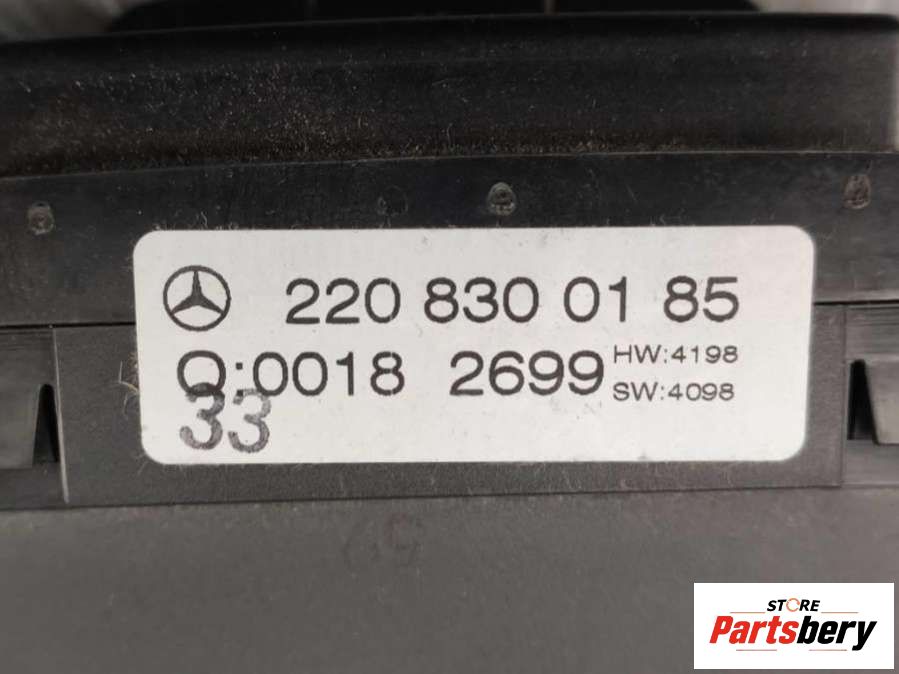 220 830 01 85
Q:0018 2699 HW:4198
SW:4098
33
STORE
Partsbery